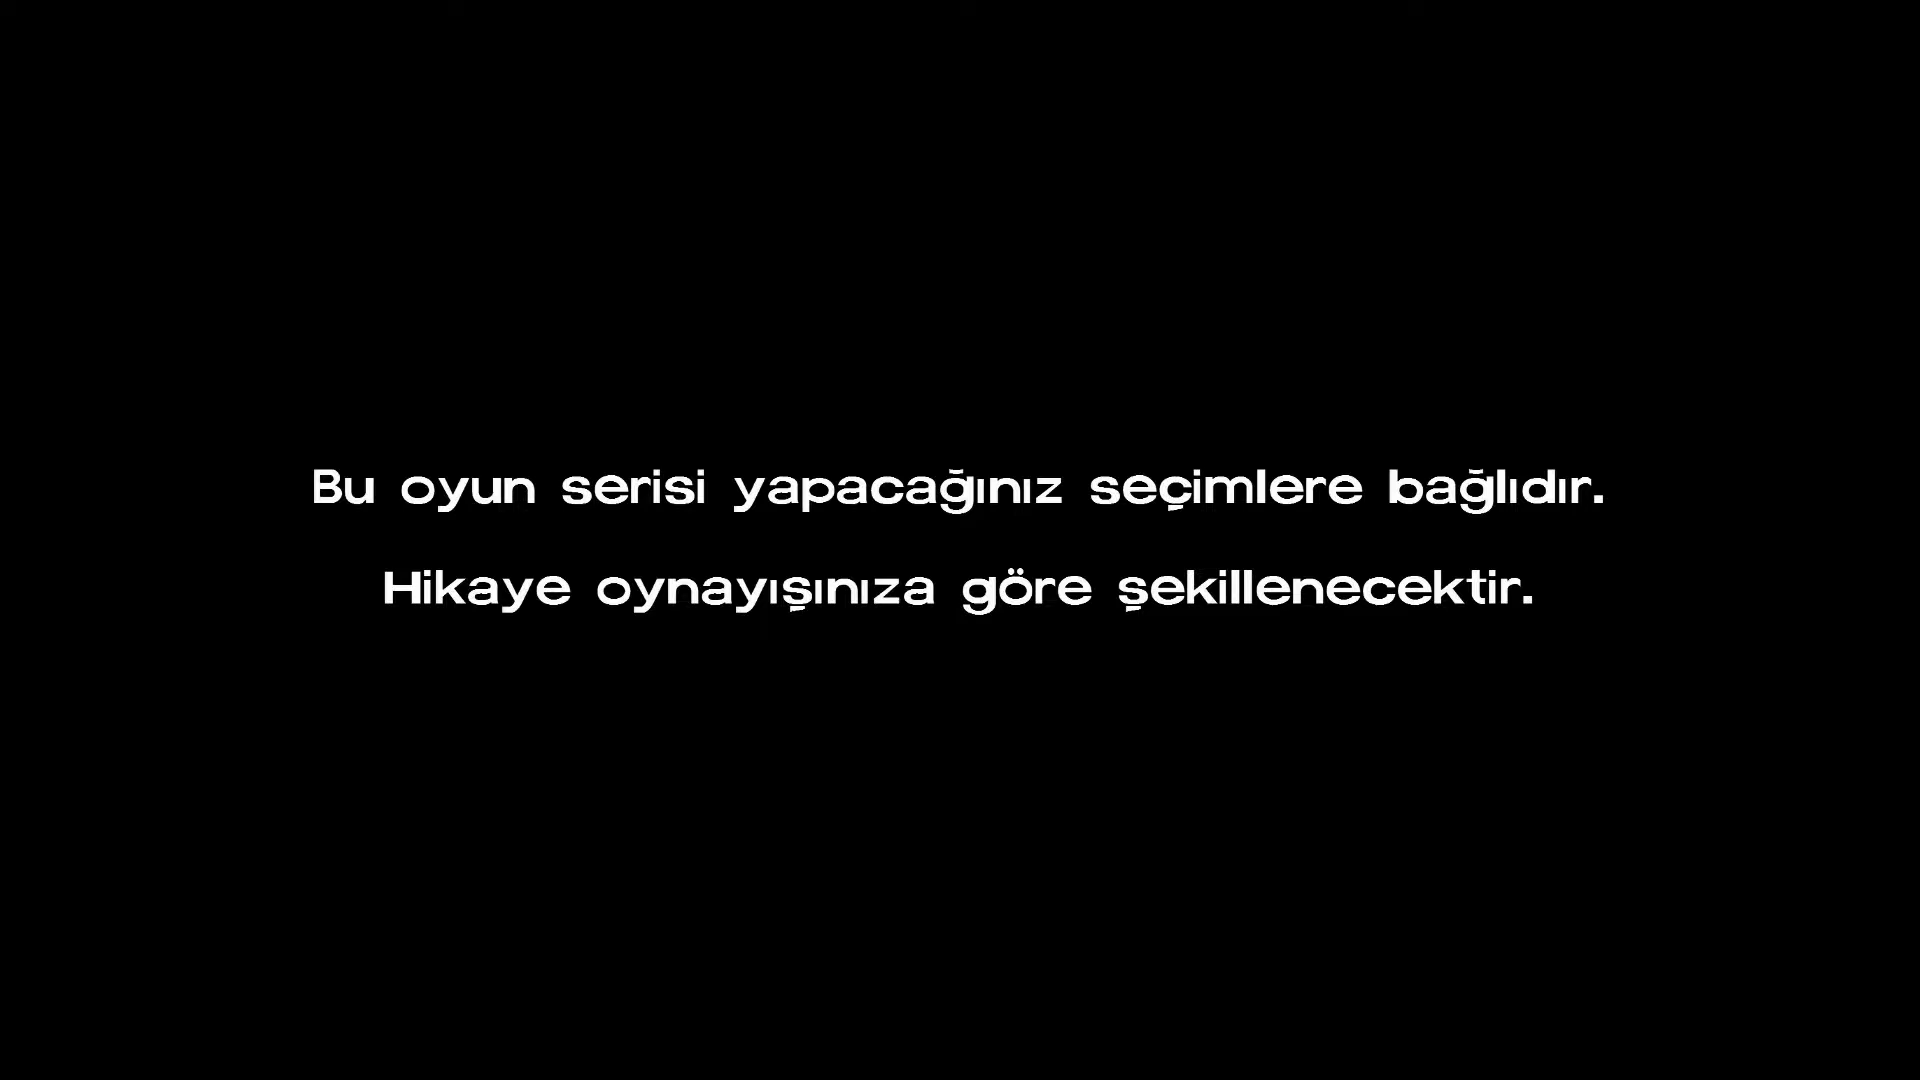 Bu oyun serisi yapacağınız seçimlere bağlıdır.
Hikaye oynayışınıza göre şekillenecektir.